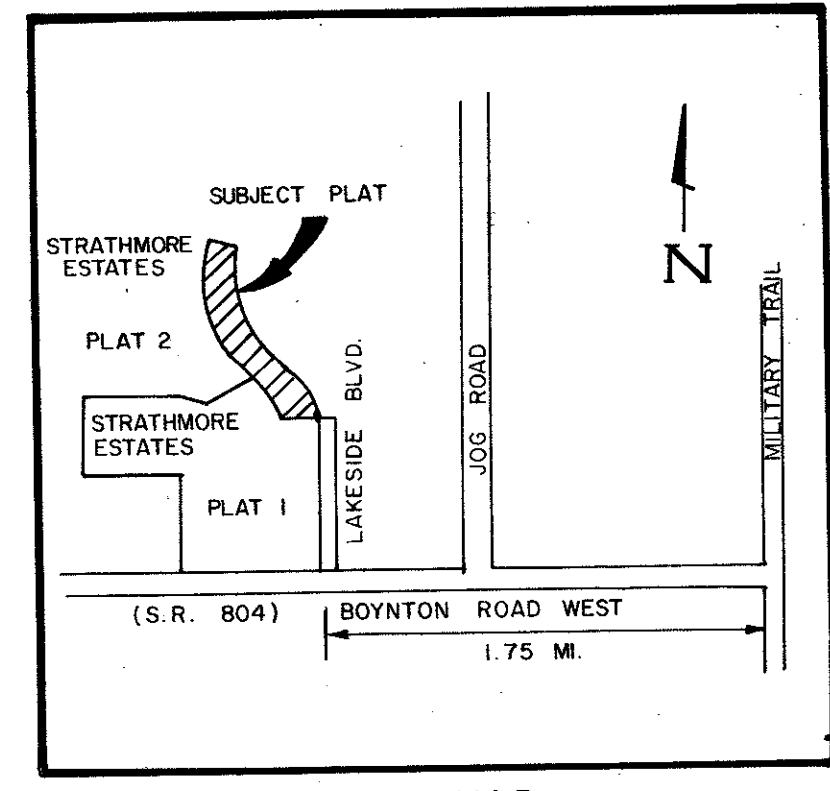 SUBJECT PLAT
STRATHMORE
ESTATES
N
PLAT 2
LAKESIDE BLVD.
JOG ROAD
MILITARY TRAIL
STRATHMORE
ESTATES
PLAT 1
(S.R. 804) BOYNTON ROAD WEST
1.75 MI.